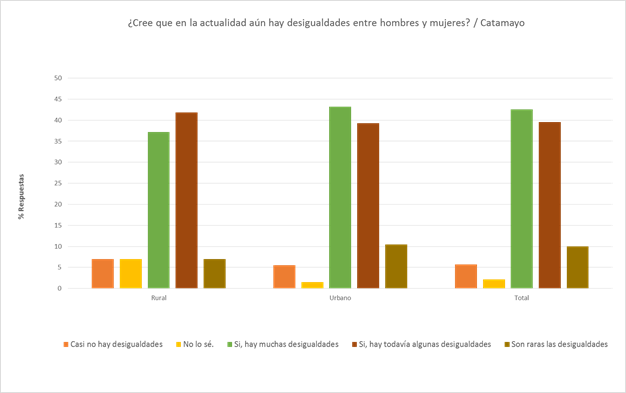 ¿Cree que en la actualidad aún hay desigualdades entre hombres y mujeres? / Catamayo
50
45
40
35
30
25
20
15
10
5
0
% Respuestas
Rural Urbano Total
Casi no hay desigualdades No lo sé. Si, hay muchas desigualdades Si, hay todavía algunas desigualdades Son raras las desigualdades